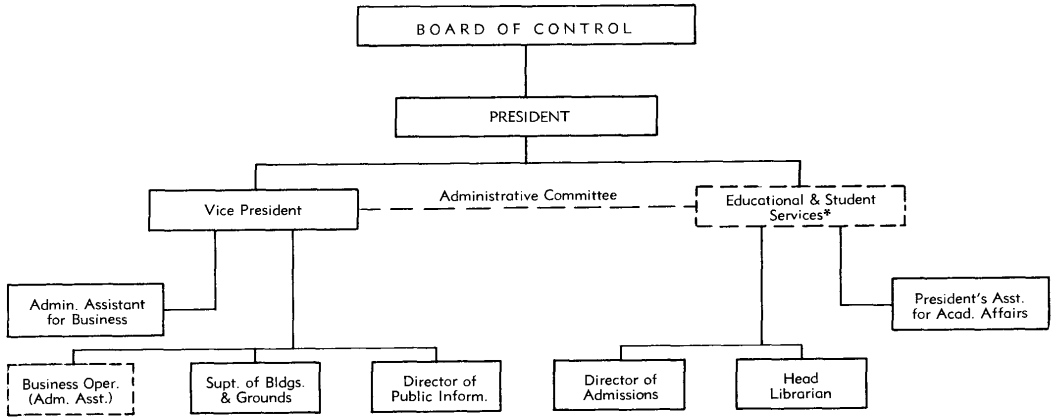 BOARD OF CONTROL
PRESIDENT
Vice President
Administrative Committee
Educational & Student
Services*
Admin. Assistant
for Business
President's Asst.
for Acad. Affairs
Business Oper.
(Adm. Asst.)
Supt. of Bldgs.
& Grounds
Director of
Public Inform.
Director of
Admissions
Head
Librarian